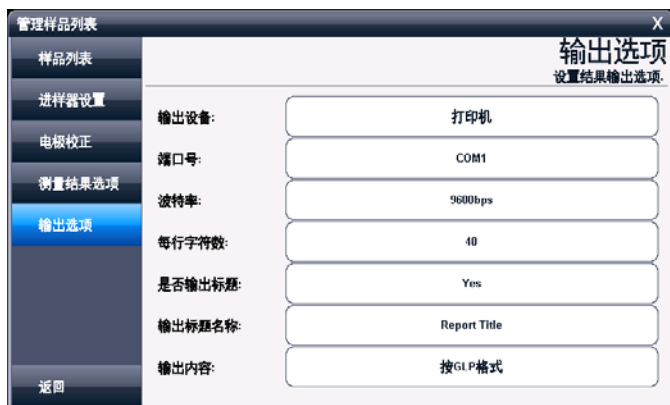 管理样品列表 X
样品列表
进样器设置
电极校正
测量结果选项
输出选项
返回
输出选项
设置结果输出选项.
输出设备: 打印机
端口号: COM1
波特率: 9600bps
每行字符数: 40
是否输出标题: Yes
输出标题名称: Report Title
输出内容: 按GLP格式